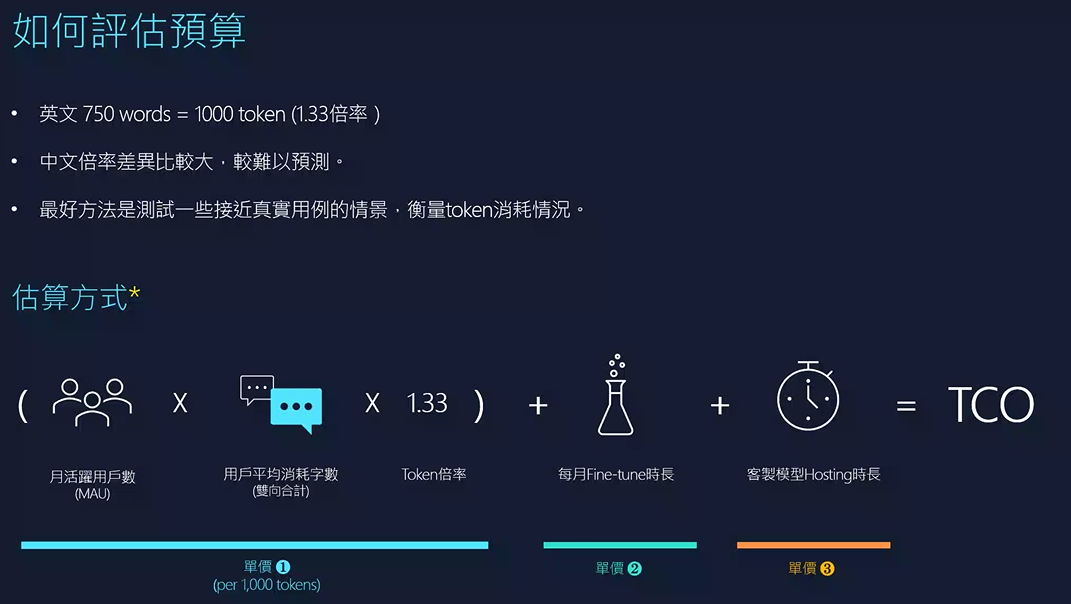 如何評估預算
• 英文 750 words = 1000 token (1.33倍率 )
• 中文倍率差異比較大，較難以預測。
• 最好方法是測試一些接近真實用例的情景，衡量token消耗情況。
估算方式*
( X X 1.33 ) + + = TCO
月活躍用戶數
(MAU)
用戶平均消耗字數
(雙向合計)
Token倍率
每月Fine-tune時長
客製模型Hosting時長
單價 ❶
(per 1,000 tokens)
單價 ❷
單價 ❸